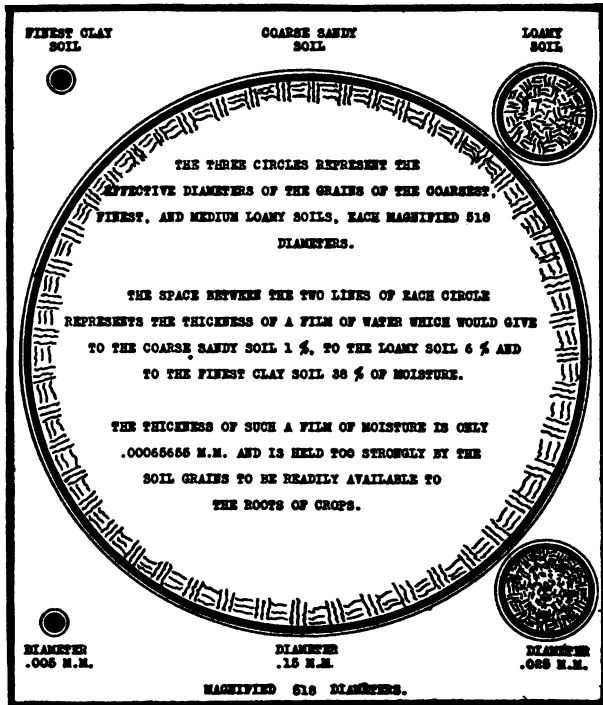 FINEST CLAY
SOIL
COARSE SANDY
SOIL
LOAMY
SOIL
THE THREE CIRCLES REPRESENT THE
EFFECTIVE DIAMETERS OF THE GRAINS OF THE COARSEST,
FINEST, AND MEDIUM LOAMY SOILS, EACH MAGNIFIED 518
DIAMETERS.
THE SPACE BETWEEN THE TWO LINES OF EACH CIRCLE
REPRESENTS THE THICKNESS OF A FILM OF WATER WHICH WOULD GIVE
TO THE COARSE SANDY SOIL 1 %, TO THE LOAMY SOIL 6 % AND
TO THE FINEST CLAY SOIL 38 % OF MOISTURE.
THE THICKNESS OF SUCH A FILM OF MOISTURE IS ONLY
.00065655 M.M. AND IS HELD TOO STRONGLY BY THE
SOIL GRAINS TO BE READILY AVAILABLE TO
THE ROOTS OF CROPS.
DIAMETER
.005 M.M.
DIAMETER
.15 M.M.
DIAMETER
.025 M.M.
MAGNIFIED 518 DIAMETERS.